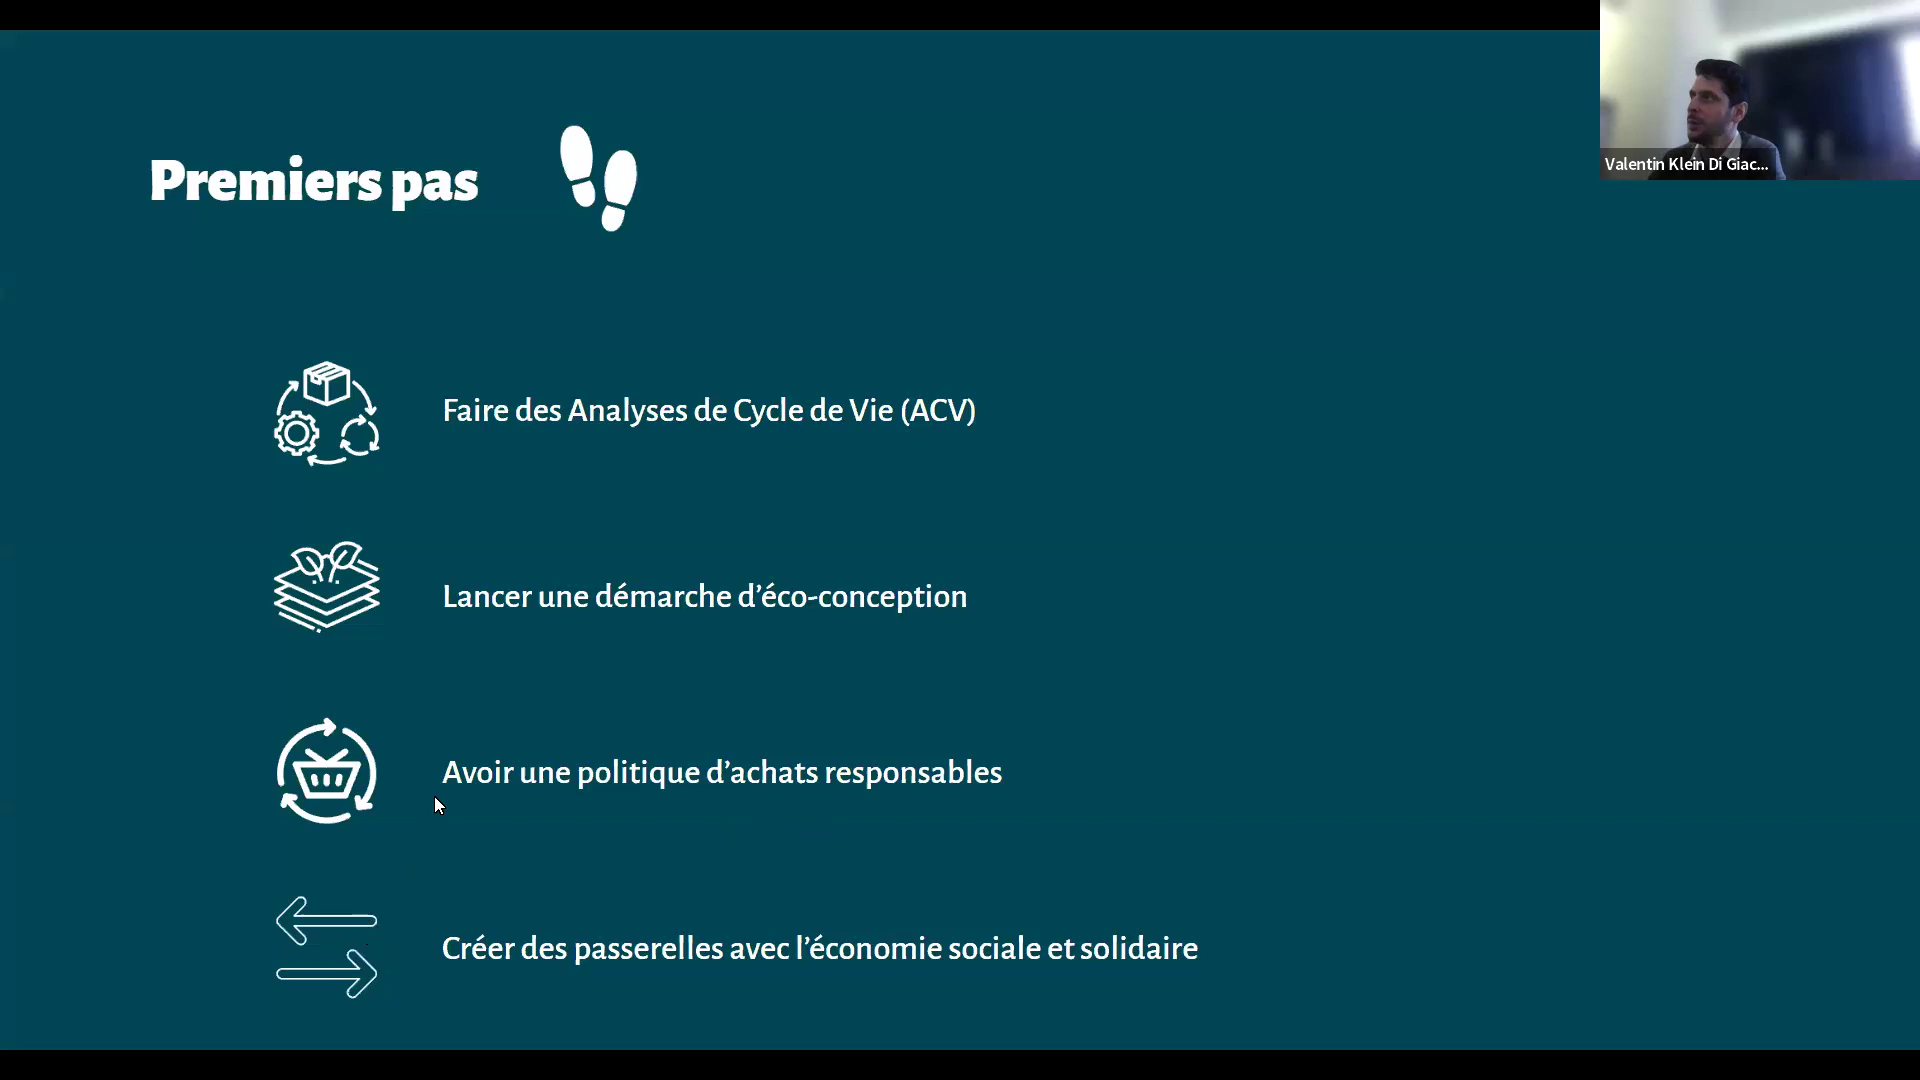 Valentin Klein Di Giac...
Premiers pas
Faire des Analyses de Cycle de Vie (ACV)
Lancer une démarche d’éco-conception
Avoir une politique d’achats responsables
Créer des passerelles avec l’économie sociale et solidaire